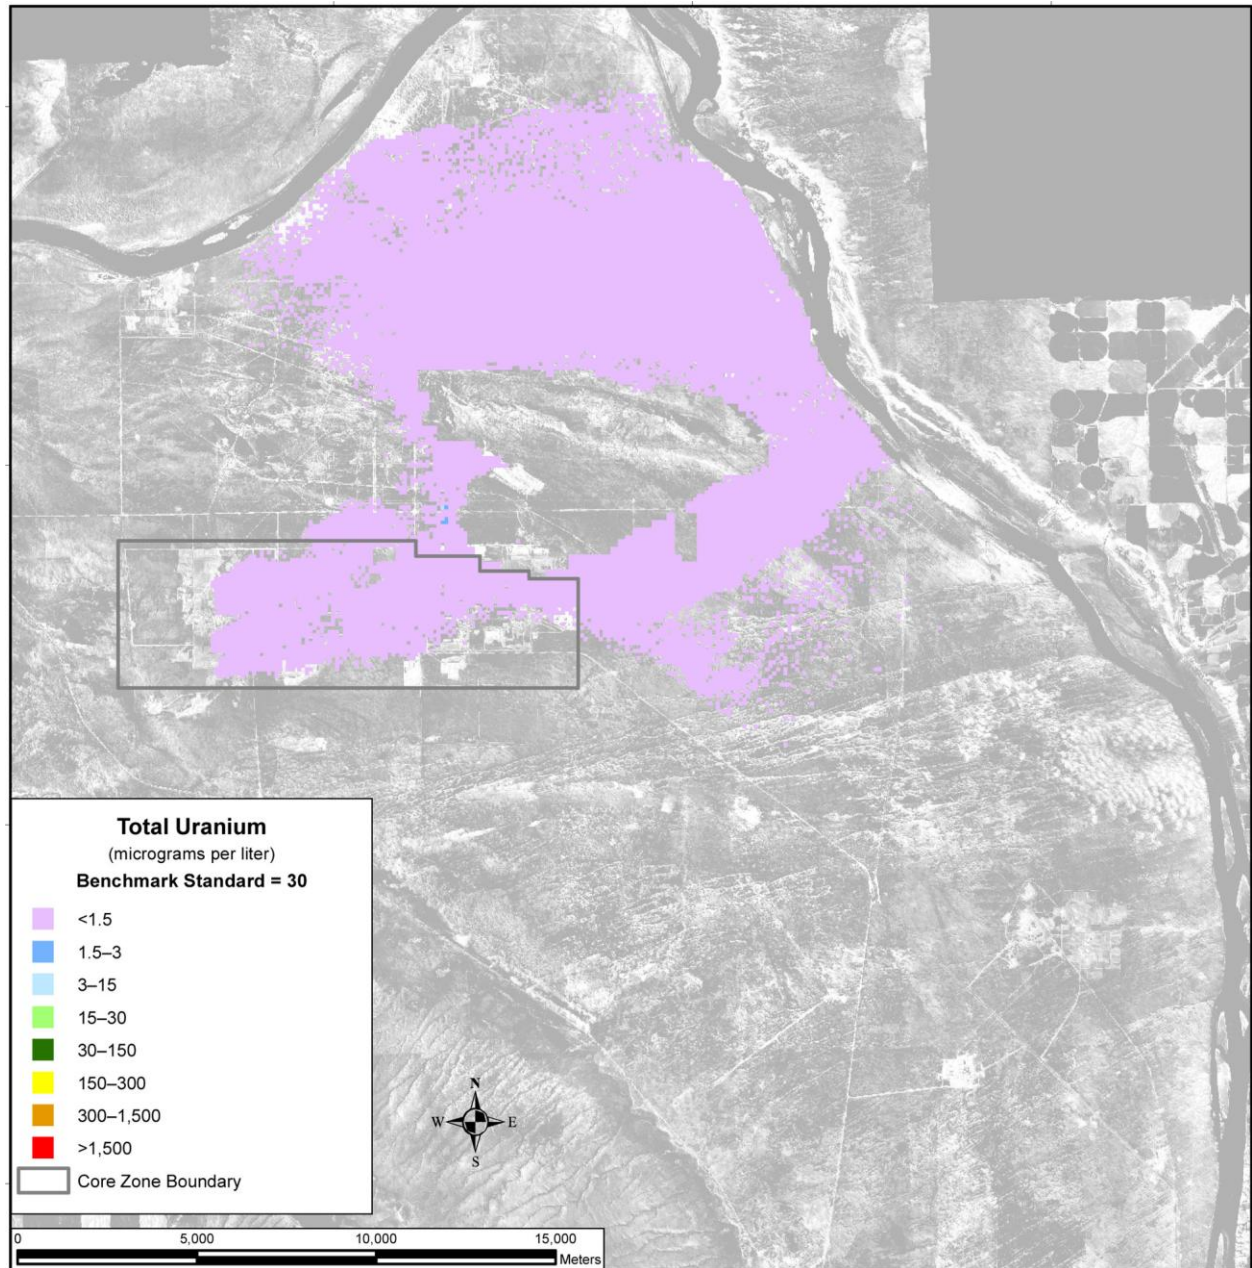 Total Uranium
(micrograms per liter)
Benchmark Standard = 30
<1.5
1.5–3
3–15
15–30
30–150
150–300
300–1,500
>1,500
Core Zone Boundary
N
W E
S
0 5,000 10,000 15,000
Meters